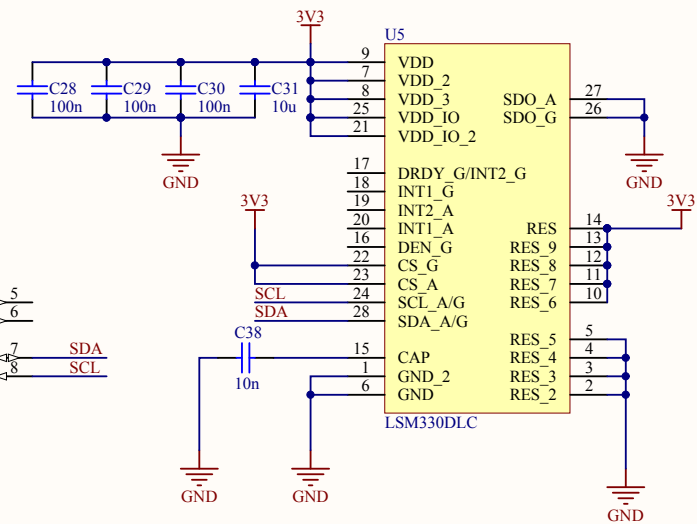 3V3
U5
C28
100n
C29
100n
C30
100n
C31
10u
GND
9 VDD
7 VDD_2
8 VDD_3
25 VDD_IO
21 VDD_IO_2
17 DRDY_G/INT2_G
18 INT1_G
19 INT2_A
20 INT1_A
16 DEN_G
3V3
22 CS_G
23 CS_A
SCL 24 SCL_A/G
SDA 28 SDA_A/G
C38
10n
15 CAP
1 GND_2
6 GND
SDO_A 27
SDO_G 26
GND
3V3
RES 14
RES_9 13
RES_8 12
RES_7 11
RES_6 10
RES_5 5
RES_4 4
RES_3 3
RES_2 2
LSM330DLC
5
6
7 SDA
8 SCL
GND
GND
GND